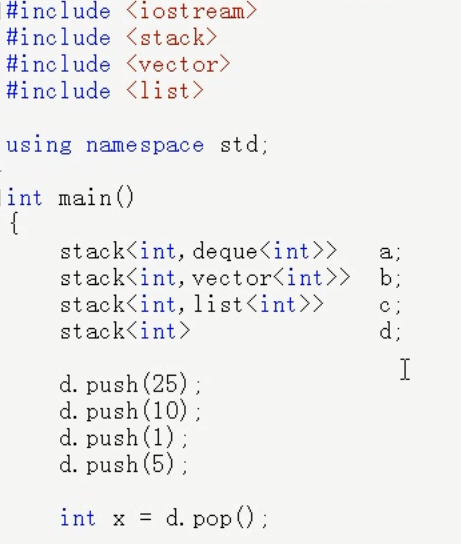 #include <iostream>
#include <stack>
#include <vector>
#include <list>
using namespace std;
int main()
{
stack<int,deque<int>> a;
stack<int,vector<int>> b;
stack<int,list<int>> c;
stack<int> d;
d.push(25);
d.push(10);
d.push(1);
d.push(5);
int x = d.pop();